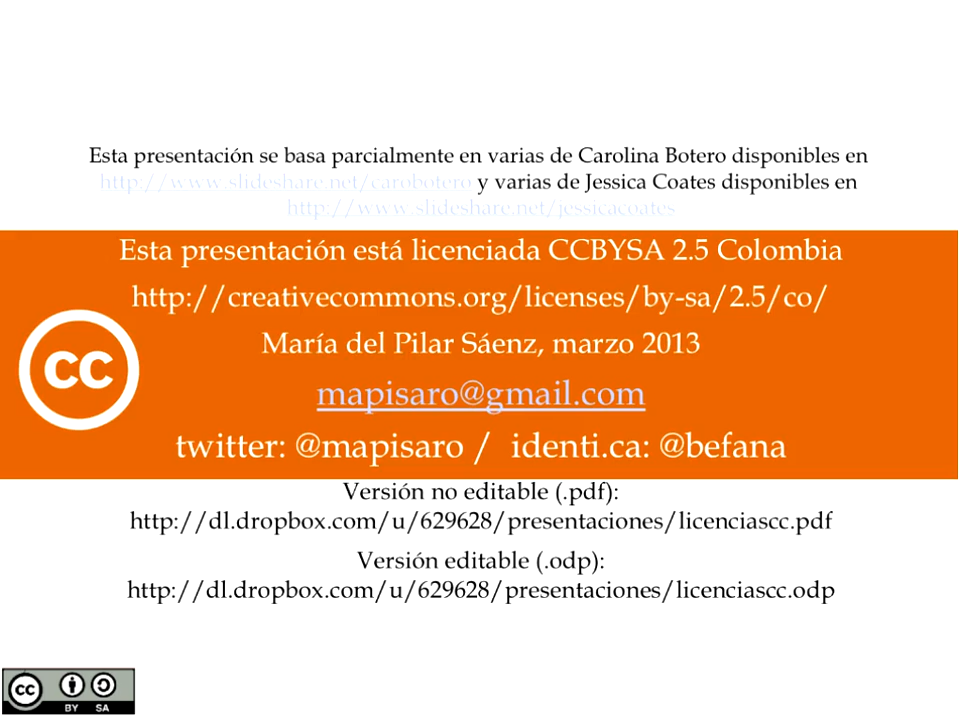 Esta presentación se basa parcialmente en varias de Carolina Botero disponibles en
http://www.slideshare.net/carobotero y varias de Jessica Coates disponibles en
http://www.slideshare.net/jessicacoates
Esta presentación está licenciada CCBYSA 2.5 Colombia
http://creativecommons.org/licenses/by-sa/2.5/co/
cc
María del Pilar Sáenz, marzo 2013
mapisaro@gmail.com
twitter: @mapisaro / identi.ca: @befana
Versión no editable (.pdf):
http://dl.dropbox.com/u/629628/presentaciones/licenciascc.pdf
Versión editable (.odp):
http://dl.dropbox.com/u/629628/presentaciones/licenciascc.odp
cc BY SA